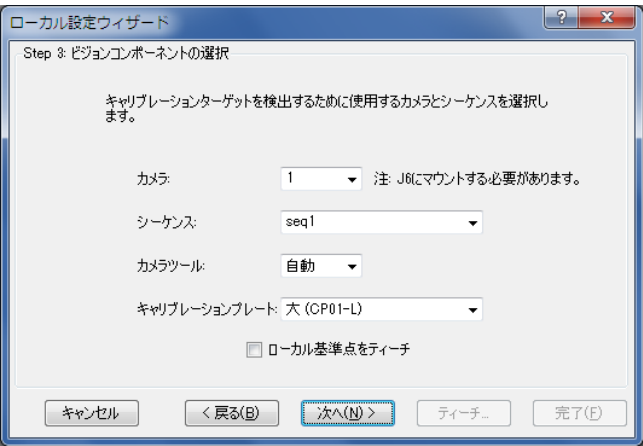 ローカル設定ウィザード
Step 3: ビジョンコンポーネントの選択
キャリブレーションターゲットを検出するために使用するカメラとシーケンスを選択し
ます。
カメラ: 1 注: J6にマウントする必要があります。
シーケンス: seq1
カメラツール: 自動
キャリブレーションプレート: 大 (CP01-L)
ローカル基準点をティーチ
キャンセル < 戻る(B) 次へ(N) > ティーチ... 完了(F)